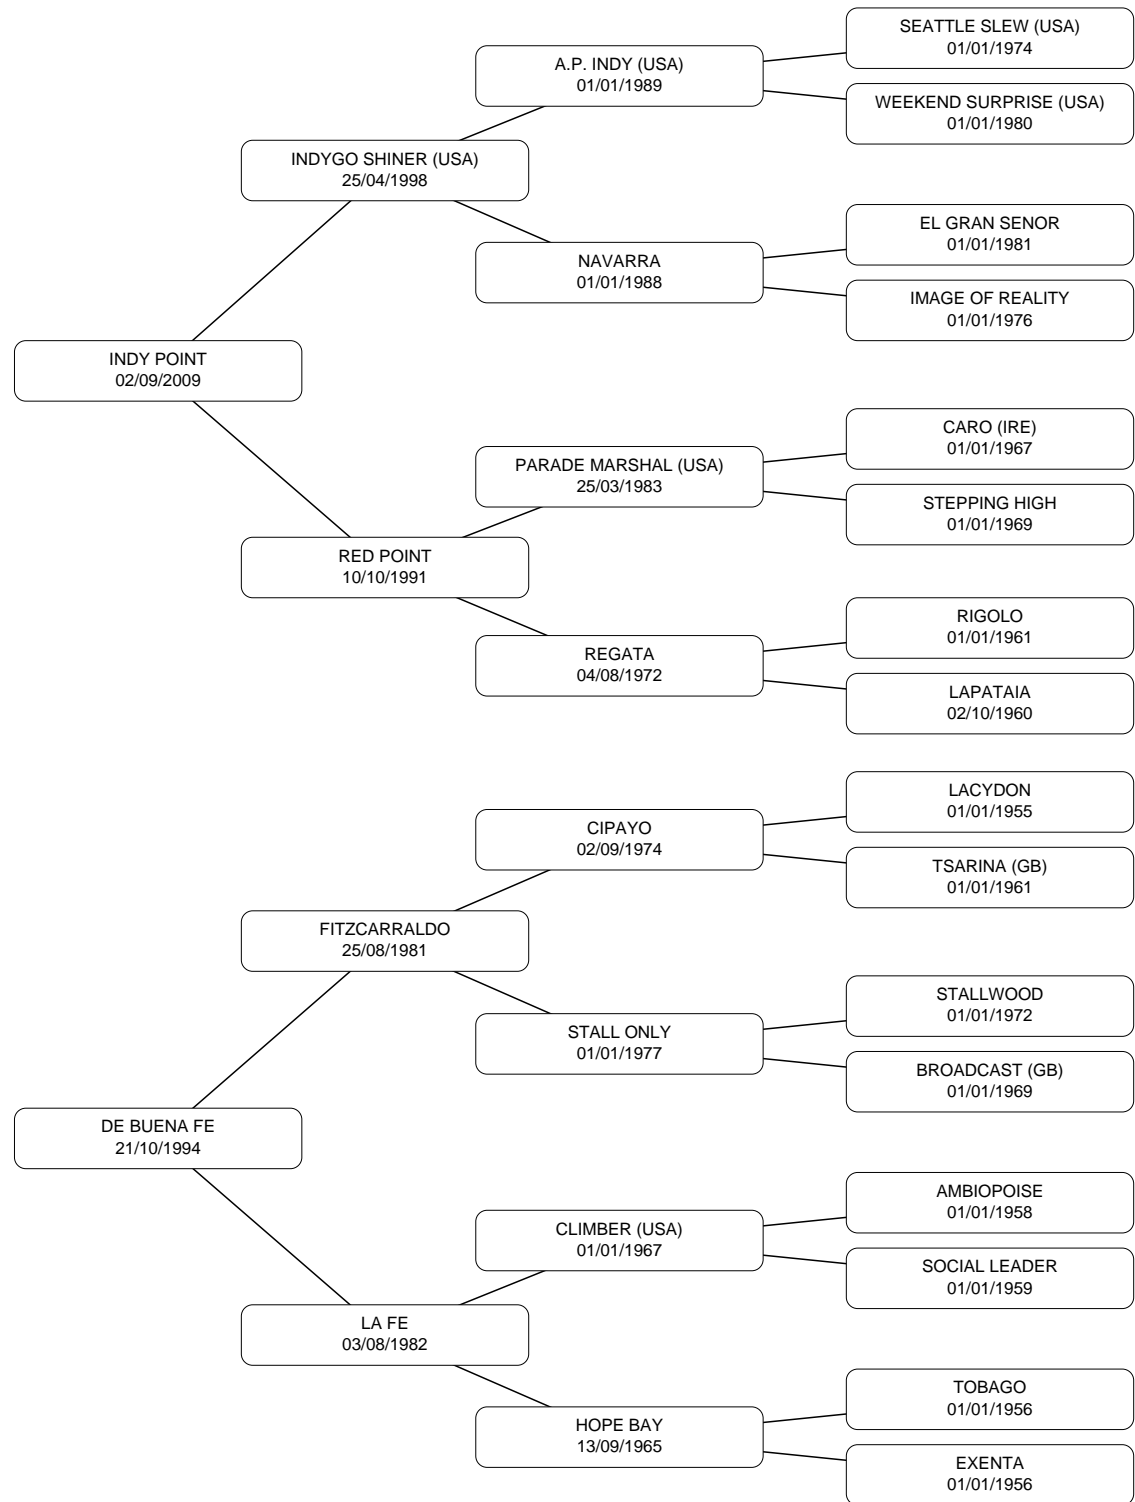 SEATTLE SLEW (USA)
01/01/1974
A.P. INDY (USA)
01/01/1989
WEEKEND SURPRISE (USA)
01/01/1980
INDYGO SHINER (USA)
25/04/1998
EL GRAN SENOR
01/01/1981
NAVARRA
01/01/1988
IMAGE OF REALITY
01/01/1976
INDY POINT
02/09/2009
CARO (IRE)
01/01/1967
PARADE MARSHAL (USA)
25/03/1983
STEPPING HIGH
01/01/1969
RED POINT
10/10/1991
RIGOLO
01/01/1961
REGATA
04/08/1972
LAPATAIA
02/10/1960
LACYDON
01/01/1955
CIPAYO
02/09/1974
TSARINA (GB)
01/01/1961
FITZCARRALDO
25/08/1981
STALLWOOD
01/01/1972
STALL ONLY
01/01/1977
BROADCAST (GB)
01/01/1969
DE BUENA FE
21/10/1994
AMBIOPOISE
01/01/1958
CLIMBER (USA)
01/01/1967
SOCIAL LEADER
01/01/1959
LA FE
03/08/1982
TOBAGO
01/01/1956
HOPE BAY
13/09/1965
EXENTA
01/01/1956